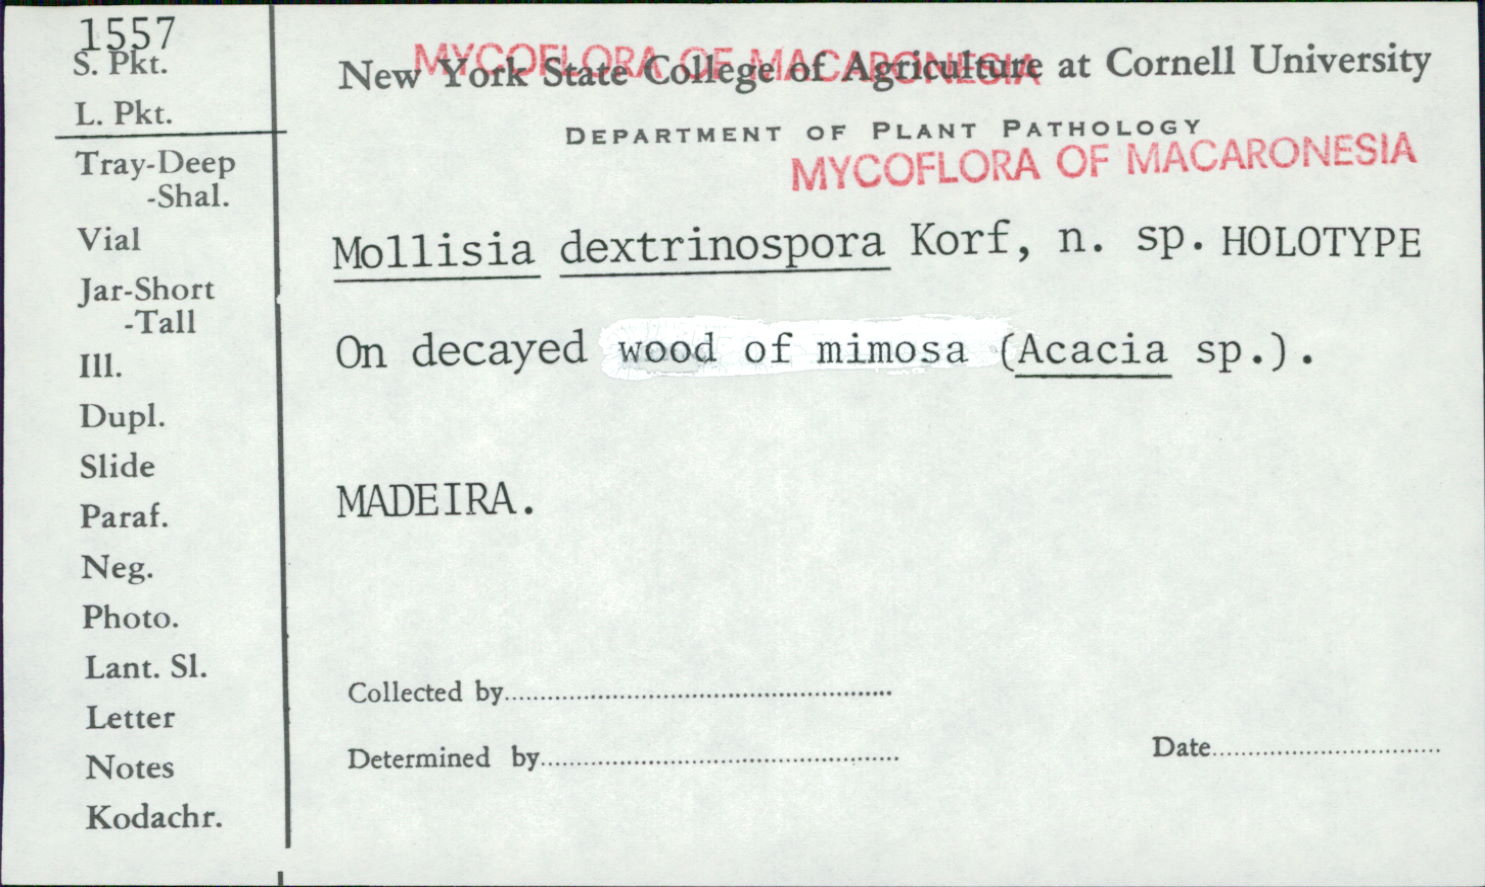 1557
S. Pkt.
L. Pkt.
Tray-Deep
-Shal.
Vial
Jar-Short
-Tall
Ill.
Dupl.
Slide
Paraf.
Neg.
Photo.
Lant. Sl.
Letter
Notes
Kodachr.
MYCOFLORA OF MACARONESIA
New York State College of Agriculture at Cornell University
DEPARTMENT OF PLANT PATHOLOGY
MYCOFLORA OF MACARONESIA
Mollisia dextrinospora Korf, n. sp. HOLOTYPE
On decayed wood of mimosa (Acacia sp.).
MADEIRA.
Collected by
Determined by
Date